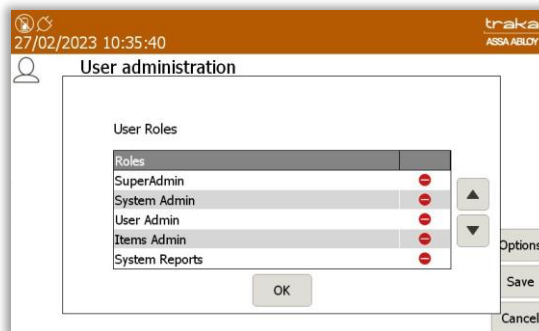 traka
27/02/2023 10:35:40
ASSA ABLOY
User administration
User Roles
Roles
SuperAdmin
System Admin
User Admin
Items Admin
System Reports
Options
OK
Save
Cancel